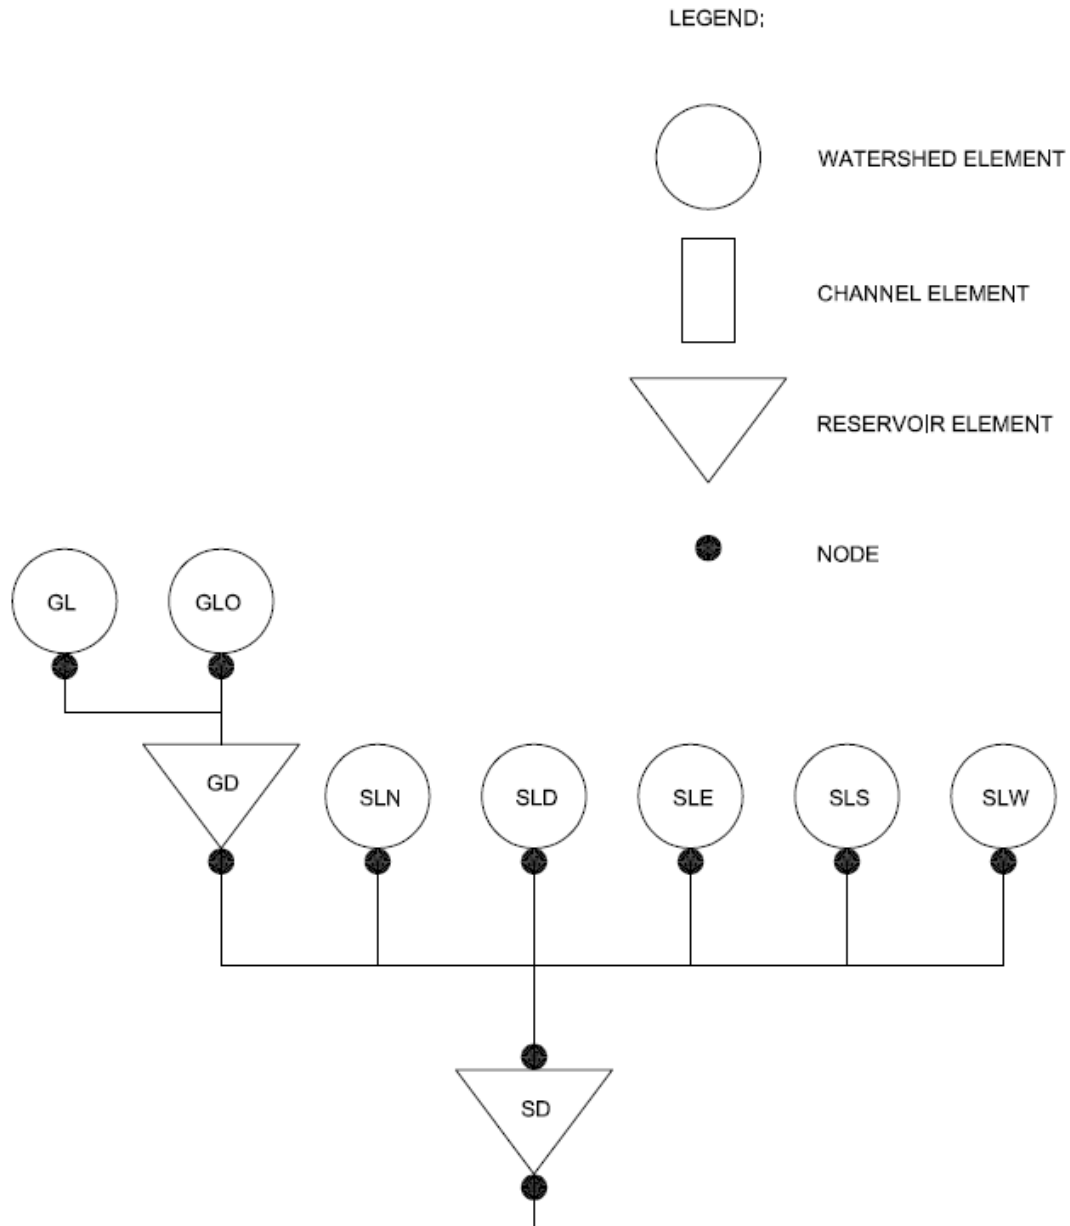 LEGEND:
WATERSHED ELEMENT
CHANNEL ELEMENT
RESERVOIR ELEMENT
NODE
GL
GLO
GD
SLN
SLD
SLE
SLS
SLW
SD